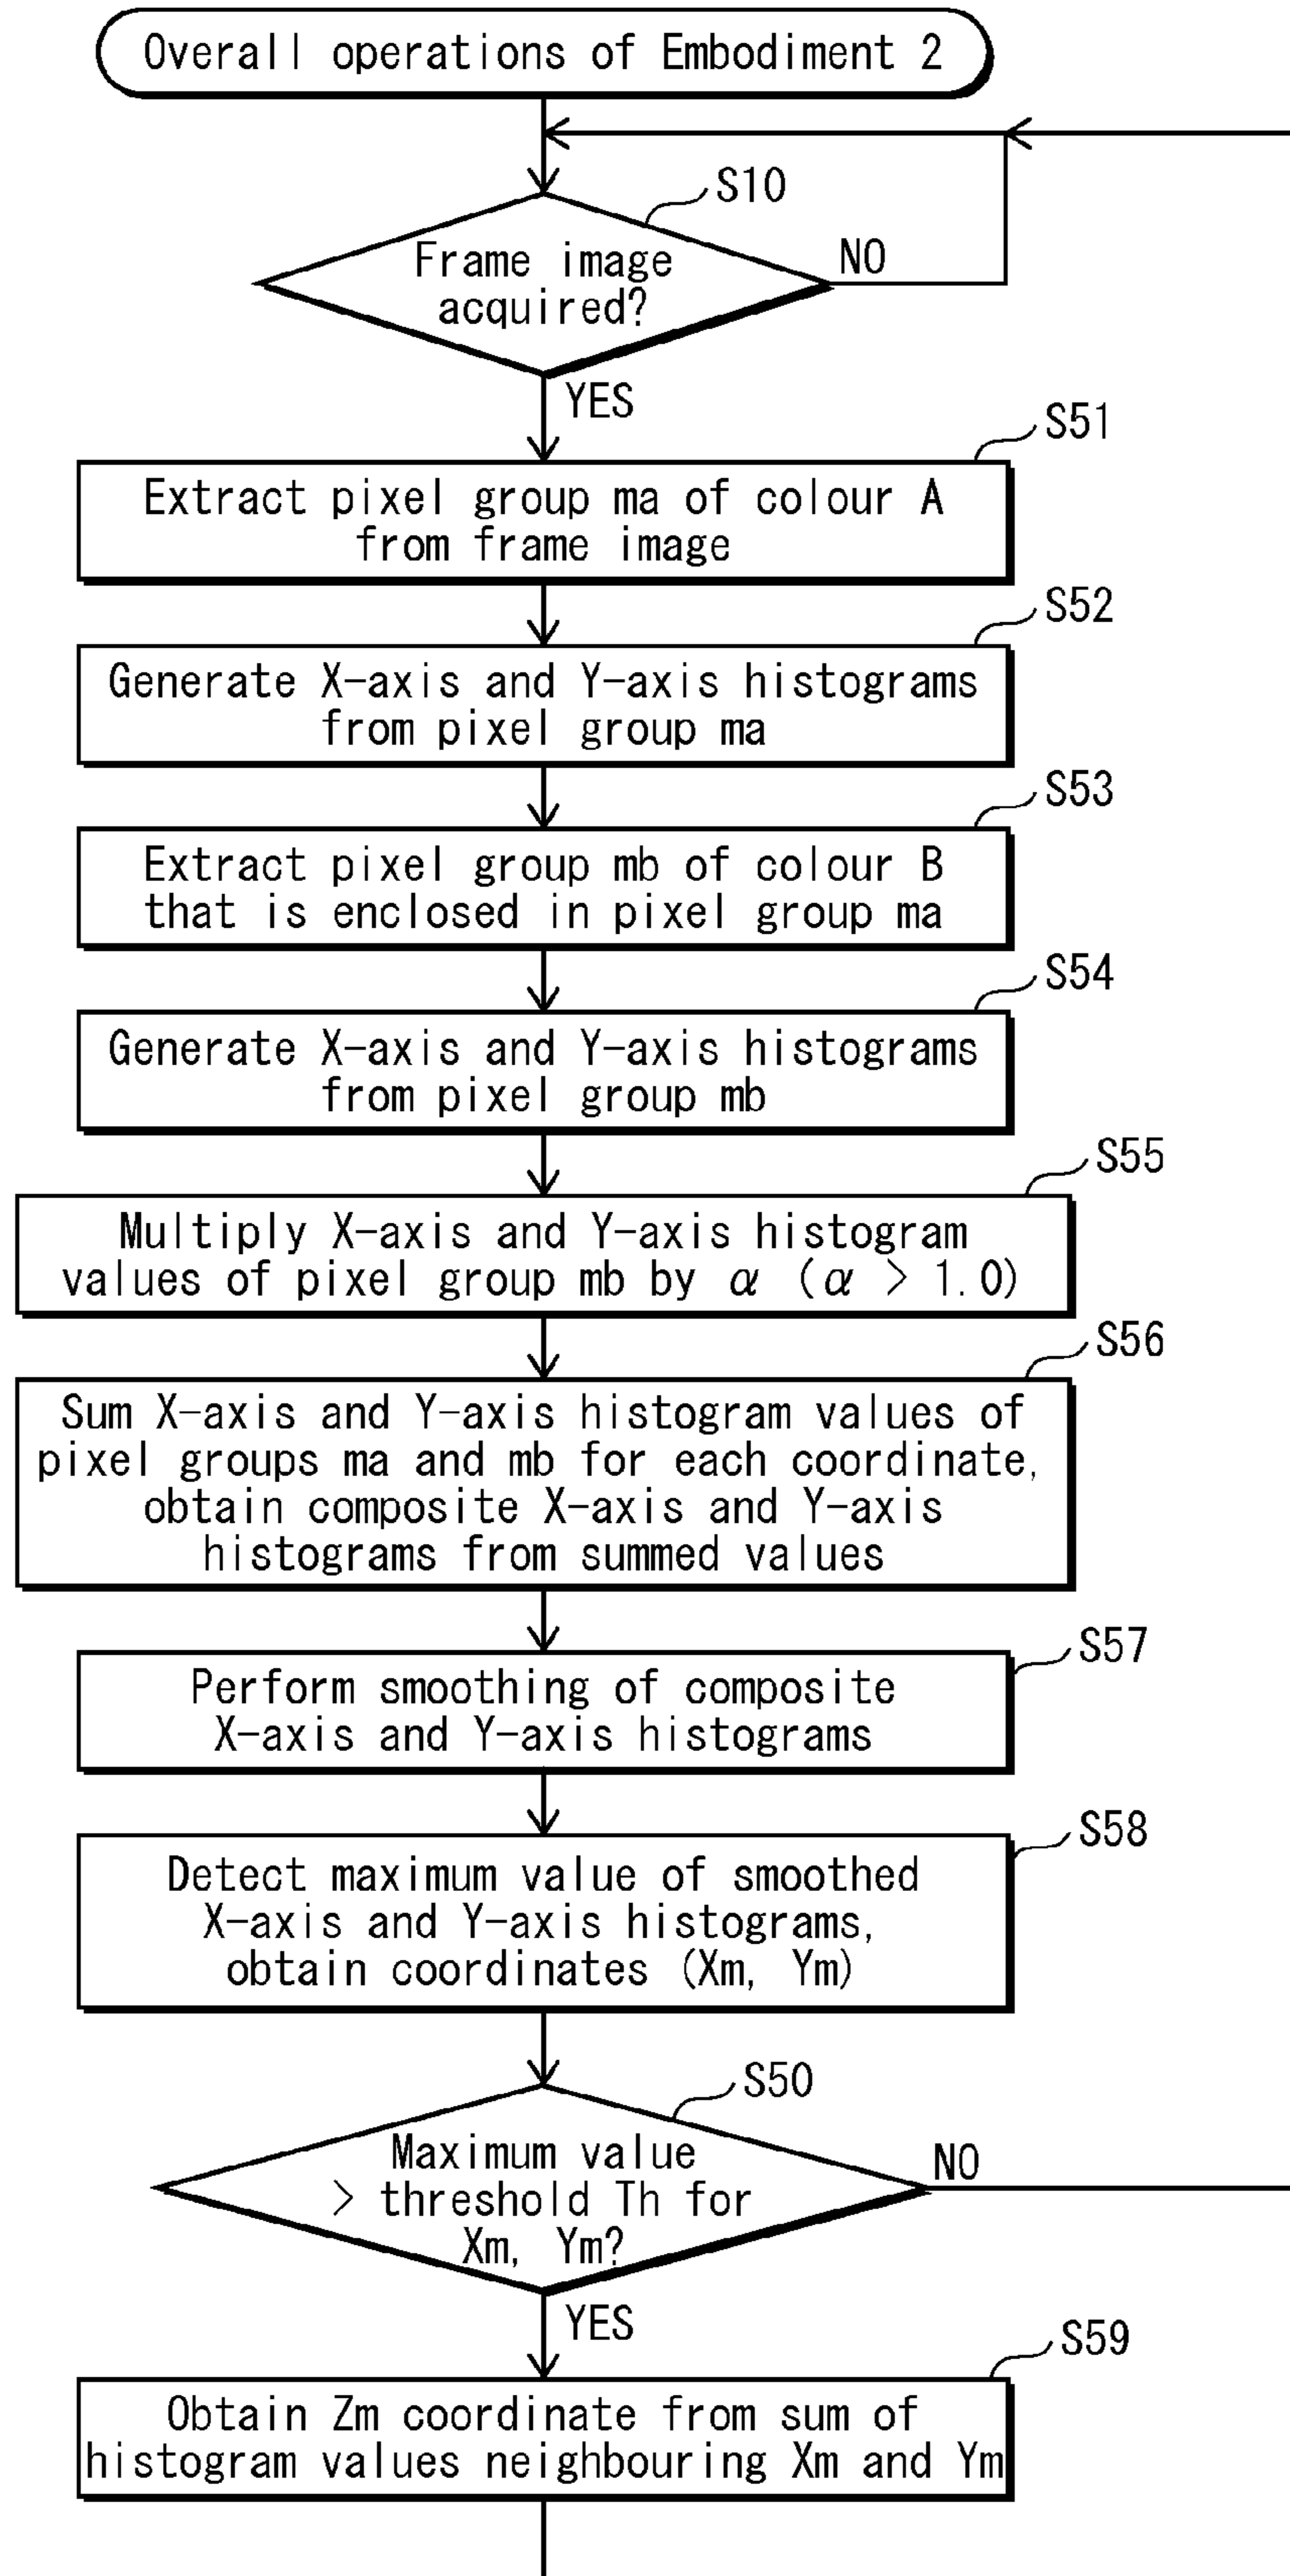 Overall operations of Embodiment 2
S10
Frame image
acquired?
NO
YES
S51
Extract pixel group ma of colour A
from frame image
S52
Generate X-axis and Y-axis histograms
from pixel group ma
S53
Extract pixel group mb of colour B
that is enclosed in pixel group ma
S54
Generate X-axis and Y-axis histograms
from pixel group mb
S55
Multiply X-axis and Y-axis histogram
values of pixel group mb by α (α > 1.0)
S56
Sum X-axis and Y-axis histogram values of
pixel groups ma and mb for each coordinate,
obtain composite X-axis and Y-axis
histograms from summed values
S57
Perform smoothing of composite
X-axis and Y-axis histograms
S58
Detect maximum value of smoothed
X-axis and Y-axis histograms,
obtain coordinates (Xm, Ym)
S50
Maximum value
> threshold Th for
Xm, Ym?
NO
YES
S59
Obtain Zm coordinate from sum of
histogram values neighbouring Xm and Ym